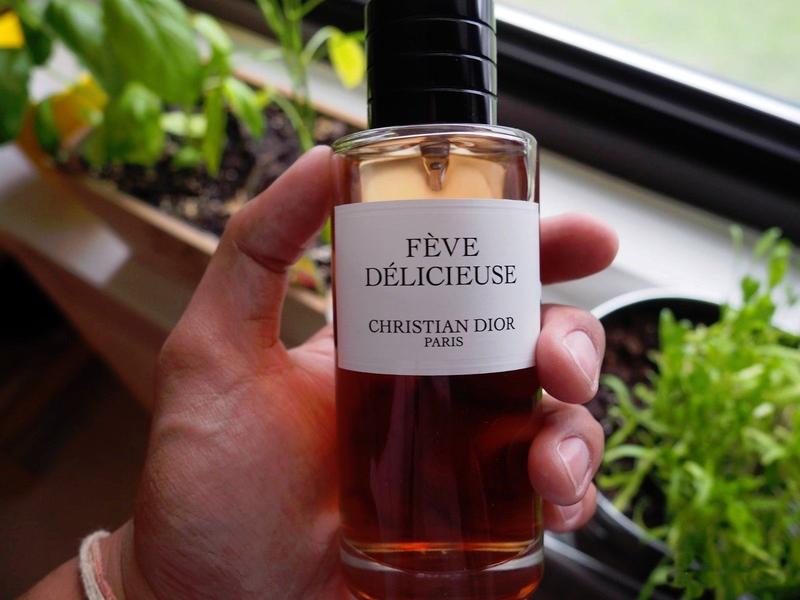 FÈVE
DÉLICIEUSE
CHRISTIAN DIOR
PARIS